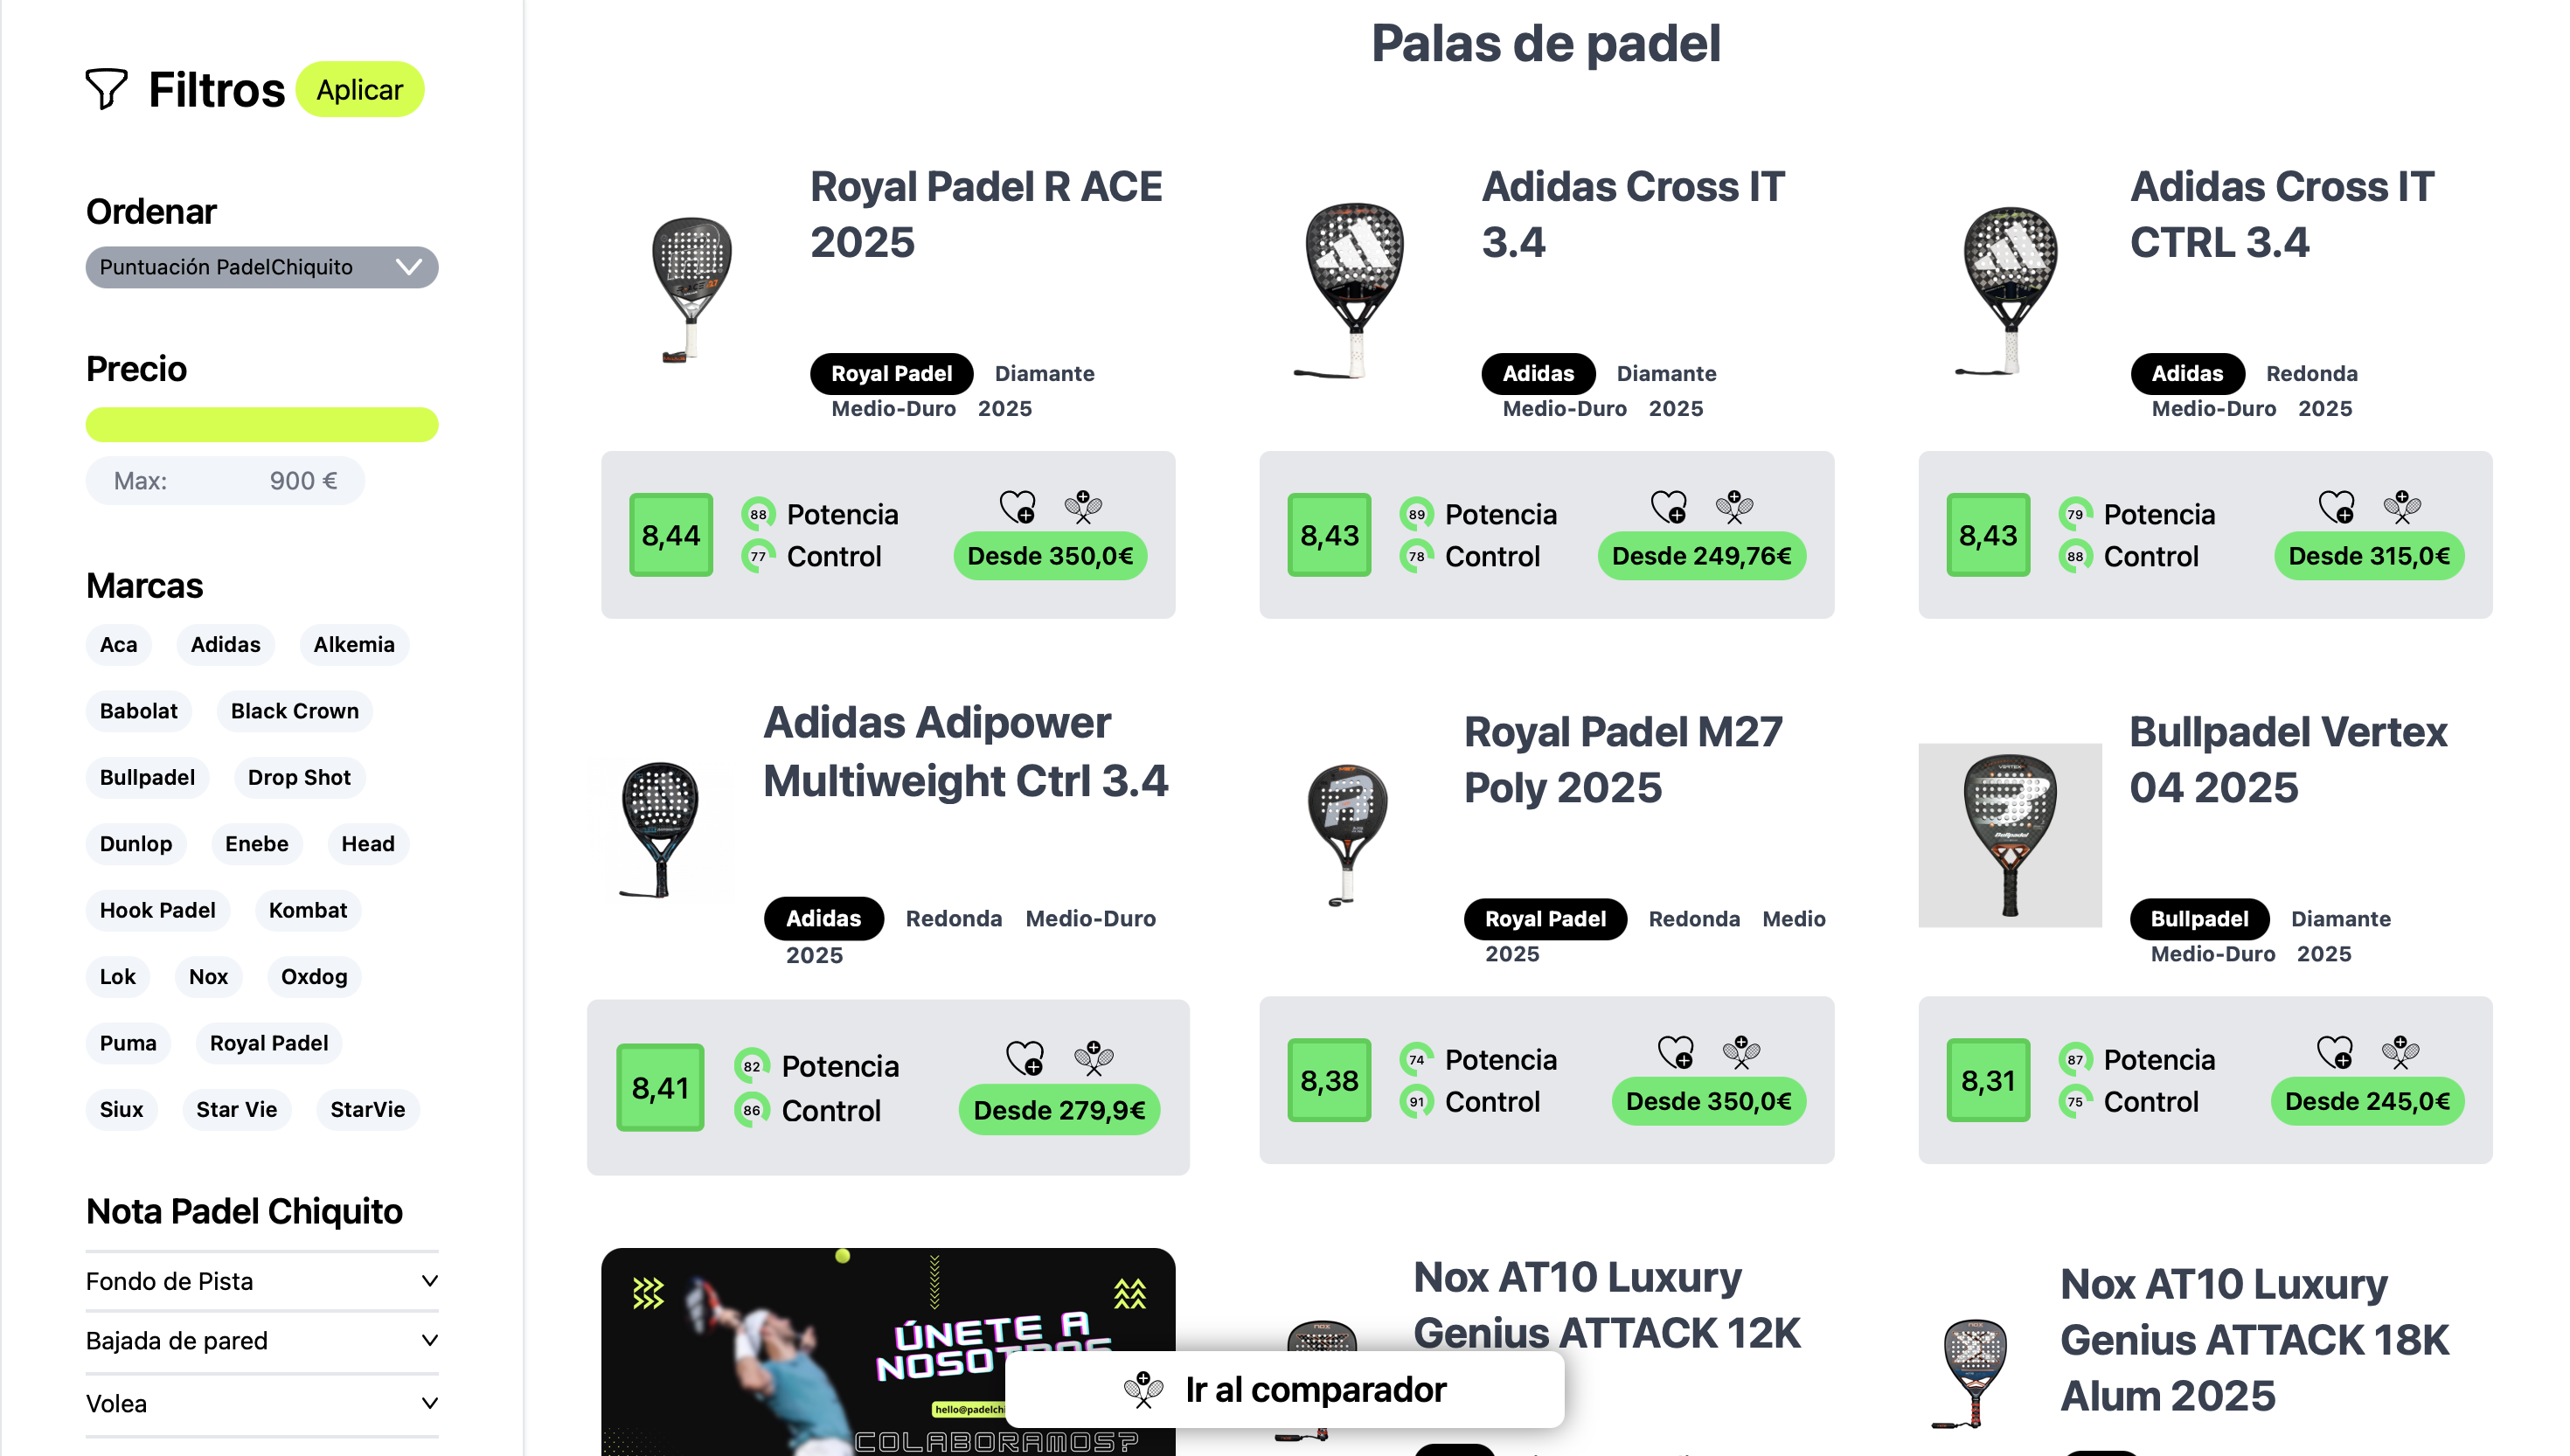 Filtros
Aplicar
Ordenar
Puntuación PadelChiquito
Precio
Max: 900 €
Marcas
Aca Adidas Alkemia
Babolat Black Crown
Bullpadel Drop Shot
Dunlop Enebe Head
Hook Padel Kombat
Lok Nox Oxdog
Puma Royal Padel
Siux Star Vie StarVie
Nota Padel Chiquito
Fondo de Pista
Bajada de pared
Volea
Palas de padel
Royal Padel R ACE
2025
Royal Padel Diamante
Medio-Duro 2025
8,44
88 Potencia
77 Control
Desde 350,0€
Adidas Cross IT
3.4
Adidas Diamante
Medio-Duro 2025
8,43
89 Potencia
78 Control
Desde 249,76€
Adidas Cross IT
CTRL 3.4
Adidas Redonda
Medio-Duro 2025
8,43
79 Potencia
88 Control
Desde 315,0€
Adidas Adipower
Multiweight Ctrl 3.4
Adidas Redonda Medio-Duro
2025
8,41
82 Potencia
86 Control
Desde 279,9€
Royal Padel M27
Poly 2025
Royal Padel Redonda Medio
2025
8,38
74 Potencia
91 Control
Desde 350,0€
VERTEX
Bullpadel
Bullpadel Vertex
04 2025
Bullpadel Diamante
Medio-Duro 2025
8,31
87 Potencia
75 Control
Desde 245,0€
ÚNETE A
NOSOTROS
hello@padelchi
COLABORAMOS?
nox
Nox AT10 Luxury
Genius ATTACK 12K
nox
Nox AT10 Luxury
Genius ATTACK 18K
Alum 2025
Ir al comparador